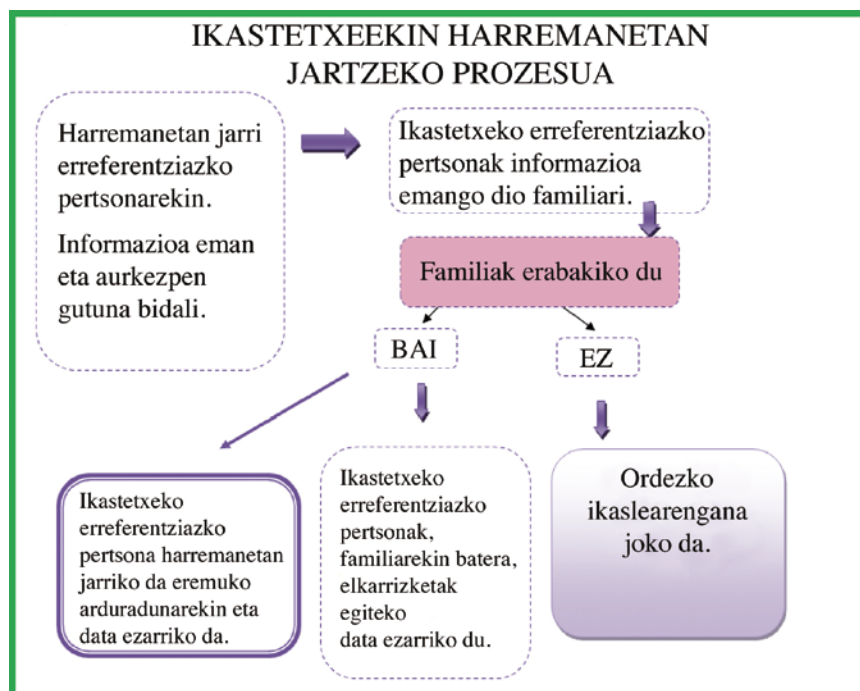 IKASTETXEEKIN HARREMANETAN
JARTZEKO PROZESUA
Harremanetan jarri
erreferentziazko
pertsonarekin.
Informazioa eman
eta aurkezpen
gutuna bidali.
Ikastetxeko erreferentziazko
pertsonak informazioa
emango dio familiari.
Familiak erabakiko du
BAI
EZ
Ikastetxeko
erreferentziazko
pertsona harremanetan
jarriko da eremuko
arduradunarekin eta
data ezarriko da.
Ikastetxeko
erreferentziazko
pertsonak,
familiarekin batera,
elkarrizketak
egiteko
data ezarriko du.
Ordezko
ikaslearengana
joko da.